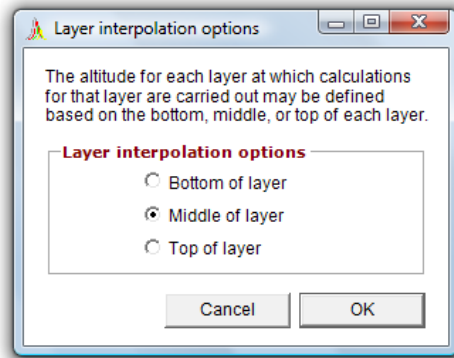 Layer interpolation options
The altitude for each layer at which calculations
for that layer are carried out may be defined
based on the bottom, middle, or top of each layer.
Layer interpolation options
Bottom of layer
Middle of layer
Top of layer
Cancel
OK